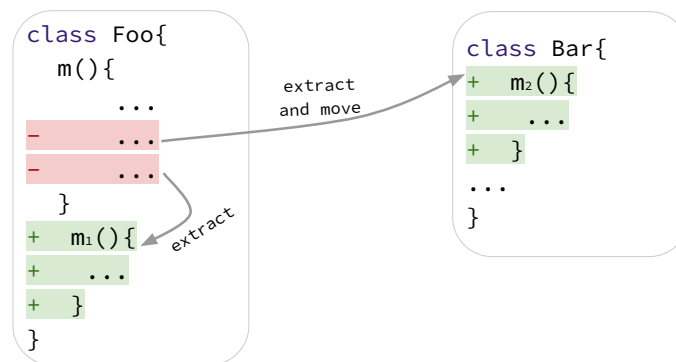 class Foo{
m(){
...
- ...
- ...
}
+ m₁(){
+ ...
+ }
}
extract
and move
extract
class Bar{
+ m₂(){
+ ...
+ }
...
}